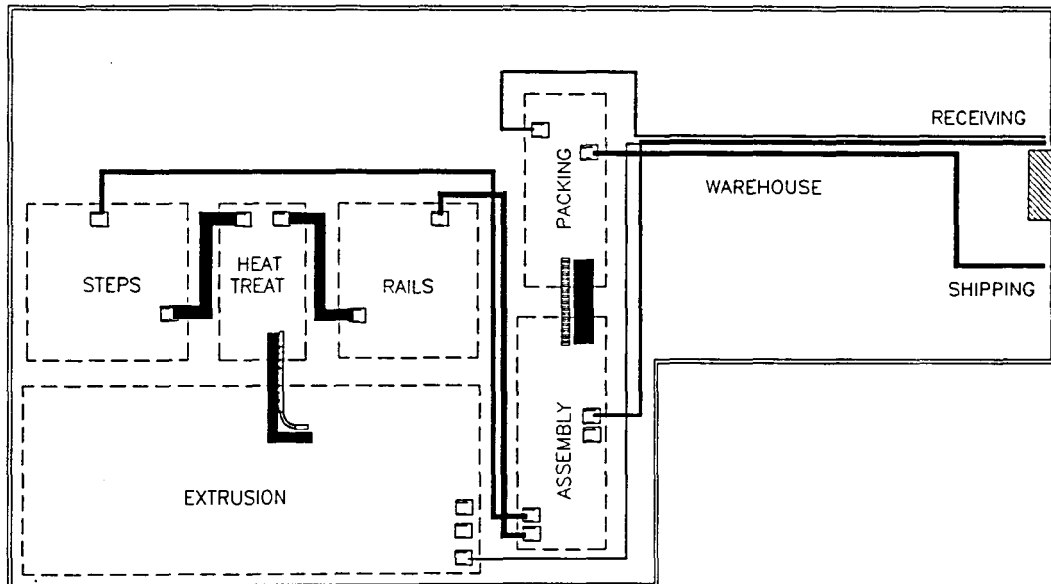 RECEIVING
PACKING
WAREHOUSE
HEAT
TREAT
STEPS
RAILS
SHIPPING
ASSEMBLY
EXTRUSION